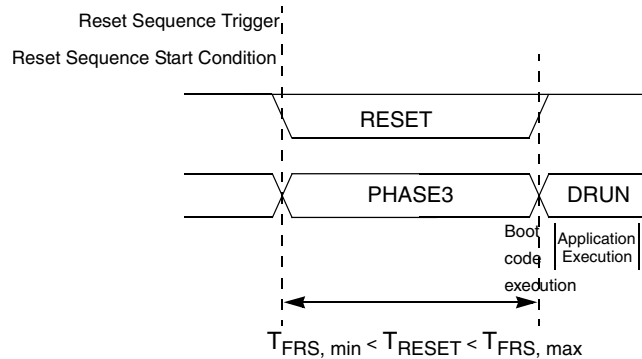 Reset Sequence Trigger
Reset Sequence Start Condition
RESET
PHASE3
DRUN
Boot
code
execution
Application
Execution
TFRS, min < TRESET < TFRS, max